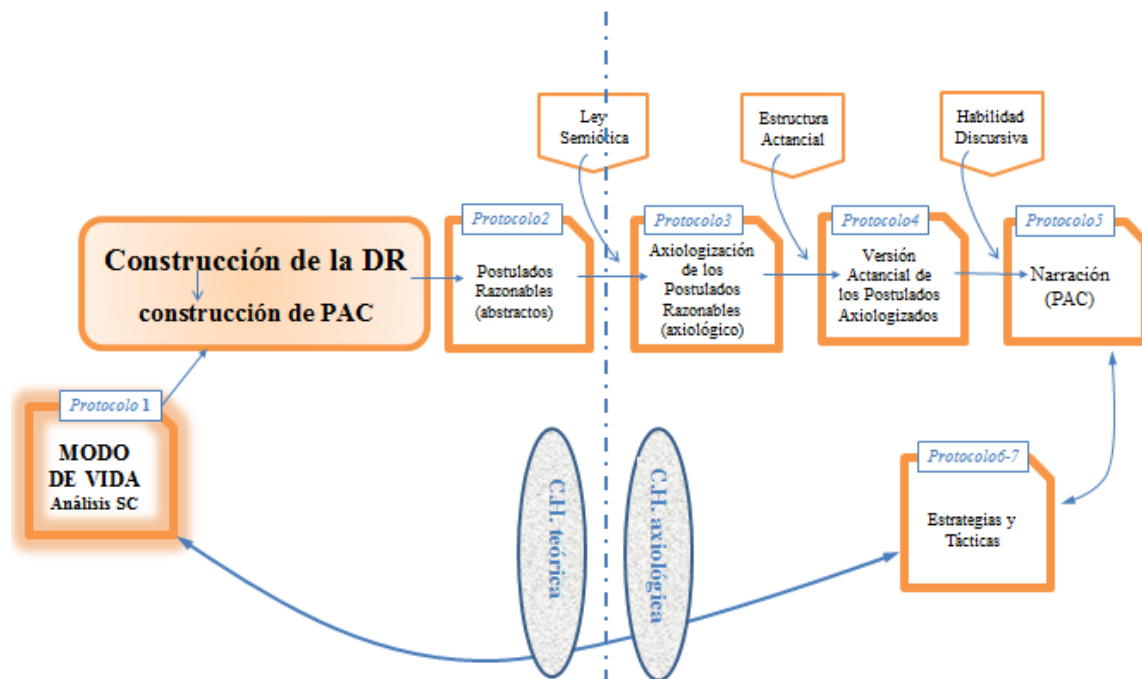 Ley
Semiótica
Estructura
Actancial
Habilidad
Discursiva
Construcción de la DR
construcción de PAC
Protocolo2
Postulados
Razonables
(abstractos)
Protocolo3
Axiologización
de los
Postulados
Razonables
(axiológico)
Protocolo4
Versión
Actancial de
los Postulados
Axiologizados
Protocolo5
Narración
(PAC)
Protocolo 1
MODO
DE VIDA
Análisis SC
C.H. teórica
C.H. axiológica
Protocolo6-7
Estrategias y
Tácticas